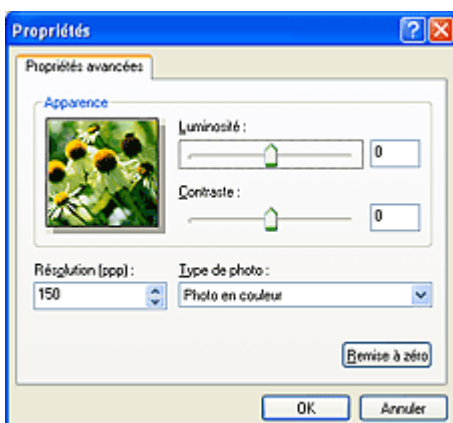 Propriétés
Propriétés avancées
Apparence
Luminosité :
0
Contraste :
0
Résolution (ppp) :
Type de photo :
150
Photo en couleur
Remise à zéro
OK
Annuler